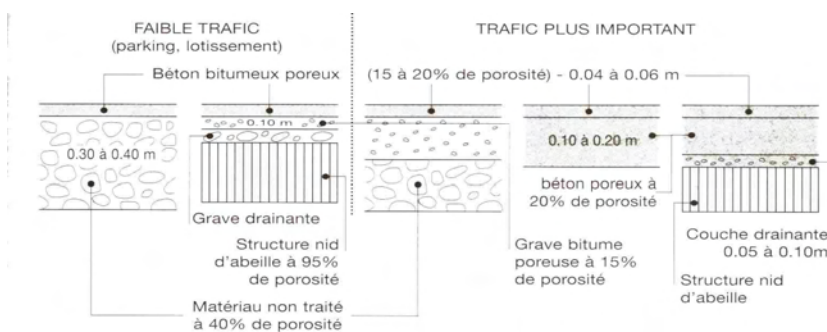 FAIBLE TRAFIC
(parking, lotissement)
TRAFIC PLUS IMPORTANT
Béton bitumeux poreux
(15 à 20% de porosité) - 0.04 à 0.06 m
0.10 m
0.30 à 0.40 m
0.10 à 0.20 m
Grave drainante
béton poreux à
20% de porosité
Structure nid
d'abeille à 95%
de porosité
Grave bitume
poreuse à 15%
de porosité
Couche drainante
0.05 à 0.10m
Structure nid
d'abeille
Matériau non traité
à 40% de porosité